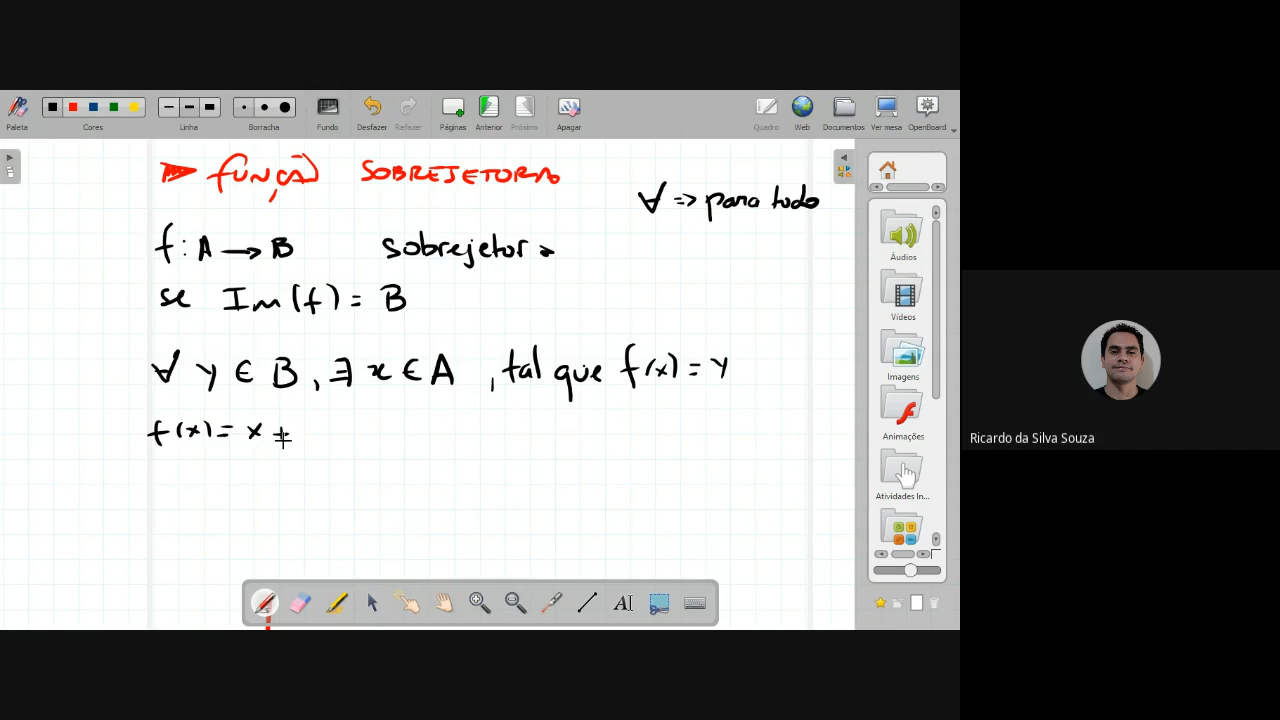 Paleta Cores Linha Borracha Fundo Desfazer Refazer Páginas Anterior Próximo Apagar Quadro Web Documentos Ver mesa OpenBoard
FUNÇÃO SOBREJETORA
∀ => para todo
f: A → B sobrejetora
se Im(f) = B
∀ y ∈ B, ∃ x ∈ A, tal que f(x) = y
f(x) = x +
Áudios
Vídeos
Imagens
Animações
Atividades In...
Ricardo da Silva Souza